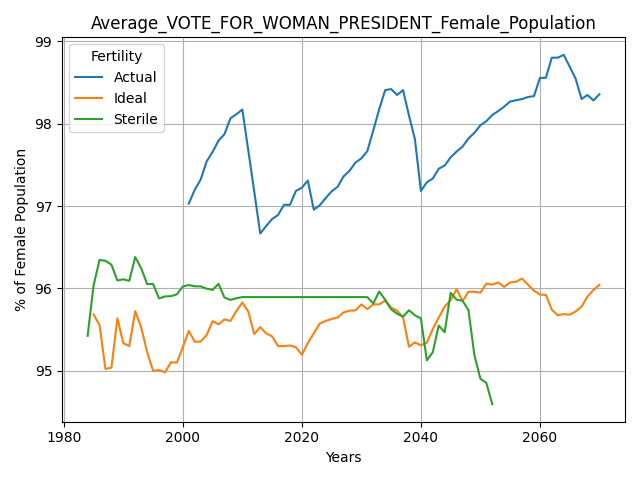 Average_VOTE_FOR_WOMAN_PRESIDENT_Female_Population
Fertility
Actual
Ideal
Sterile
% of Female Population
99
98
97
96
95
1980
2000
2020
2040
2060
Years